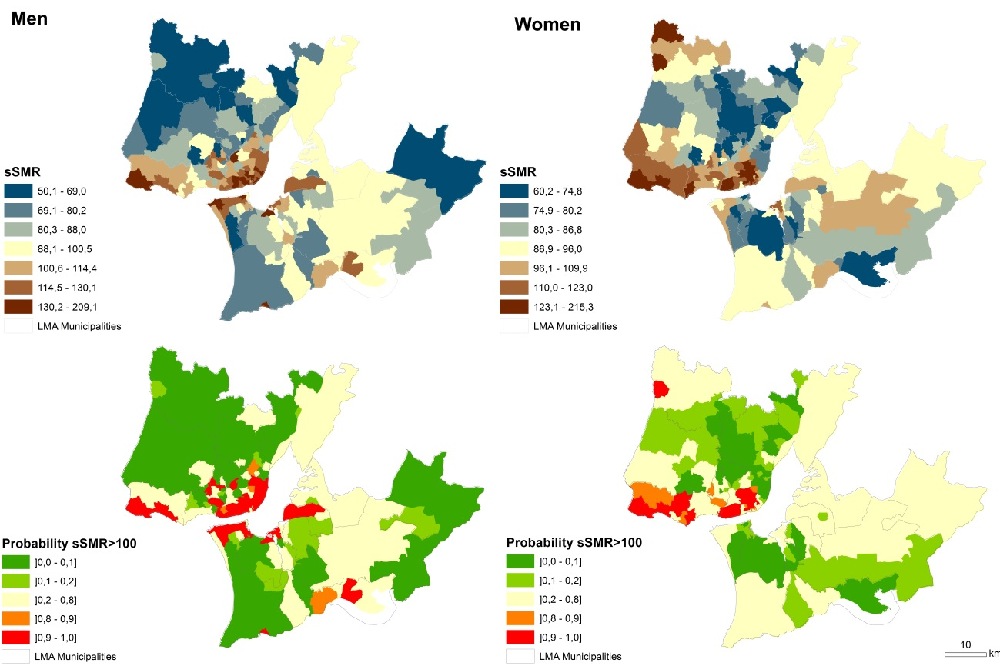 Men
Women
sSMR
50,1 - 69,0
69,1 - 80,2
80,3 - 88,0
88,1 - 100,5
100,6 - 114,4
114,5 - 130,1
130,2 - 209,1
LMA Municipalities
sSMR
60,2 - 74,8
74,9 - 80,2
80,3 - 86,8
86,9 - 96,0
96,1 - 109,9
110,0 - 123,0
123,1 - 215,3
LMA Municipalities
Probability sSMR>100
]0,0 - 0,1]
]0,1 - 0,2]
]0,2 - 0,8]
]0,8 - 0,9]
]0,9 - 1,0]
LMA Municipalities
Probability sSMR>100
]0,0 - 0,1]
]0,1 - 0,2]
]0,2 - 0,8]
]0,8 - 0,9]
]0,9 - 1,0]
LMA Municipalities
10
km